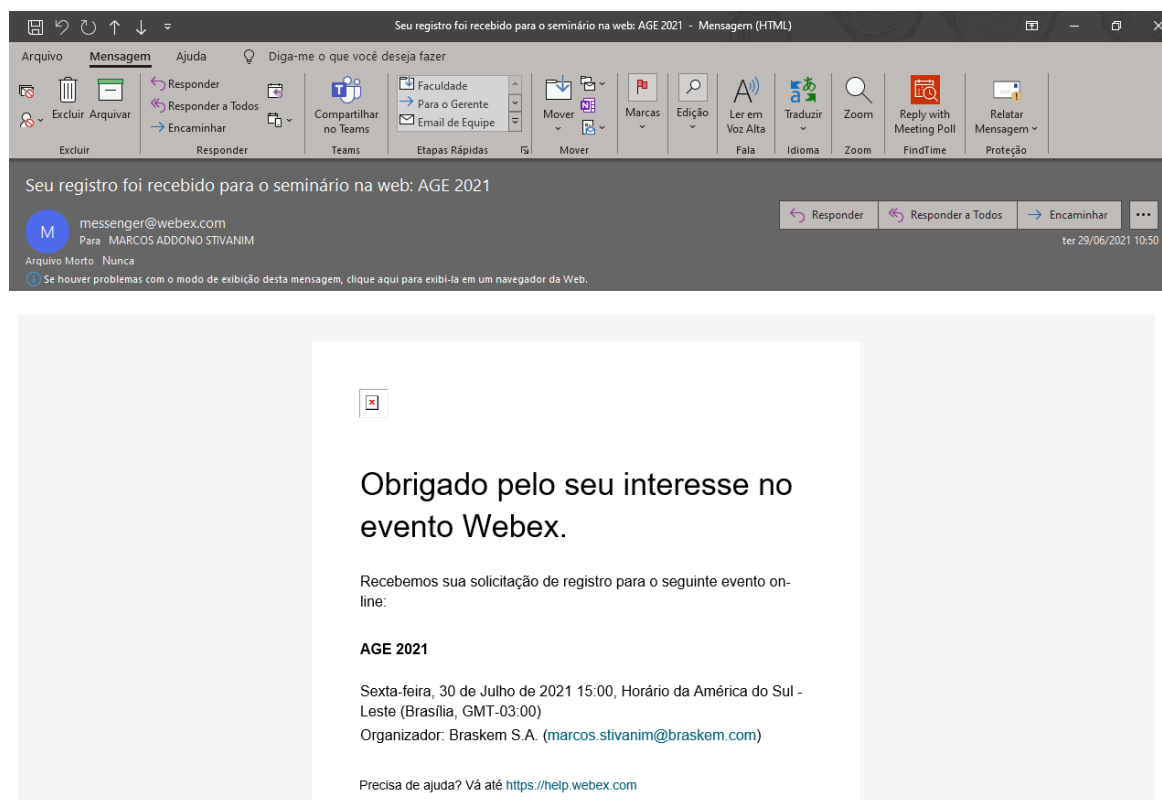 Seu registro foi recebido para o seminário na web: AGE 2021 - Mensagem (HTML)
Arquivo Mensagem Ajuda Diga-me o que você deseja fazer
Excluir Arquivar
Responder
Responder a Todos
Encaminhar
Compartilhar no Teams
Faculdade
Para o Gerente
Email de Equipe
Mover
Marcas
Edição
Ler em Voz Alta
Traduzir
Zoom
Reply with Meeting Poll
Relatar Mensagem
Excluir Responder Teams Etapas Rápidas Mover Fala Idioma Zoom FindTime Proteção
Seu registro foi recebido para o seminário na web: AGE 2021
Responder Responder a Todos Encaminhar
M
messenger@webex.com
Para MARCOS ADDONO STIVANIM
ter 29/06/2021 10:50
Arquivo Morto Nunca
Se houver problemas com o modo de exibição desta mensagem, clique aqui para exibi-la em um navegador da Web.
Obrigado pelo seu interesse no
evento Webex.
Recebemos sua solicitação de registro para o seguinte evento on-
line:
AGE 2021
Sexta-feira, 30 de Julho de 2021 15:00, Horário da América do Sul -
Leste (Brasília, GMT-03:00)
Organizador: Braskem S.A. (marcos.stivanim@braskem.com)
Precisa de ajuda? Vá até https://help.webex.com